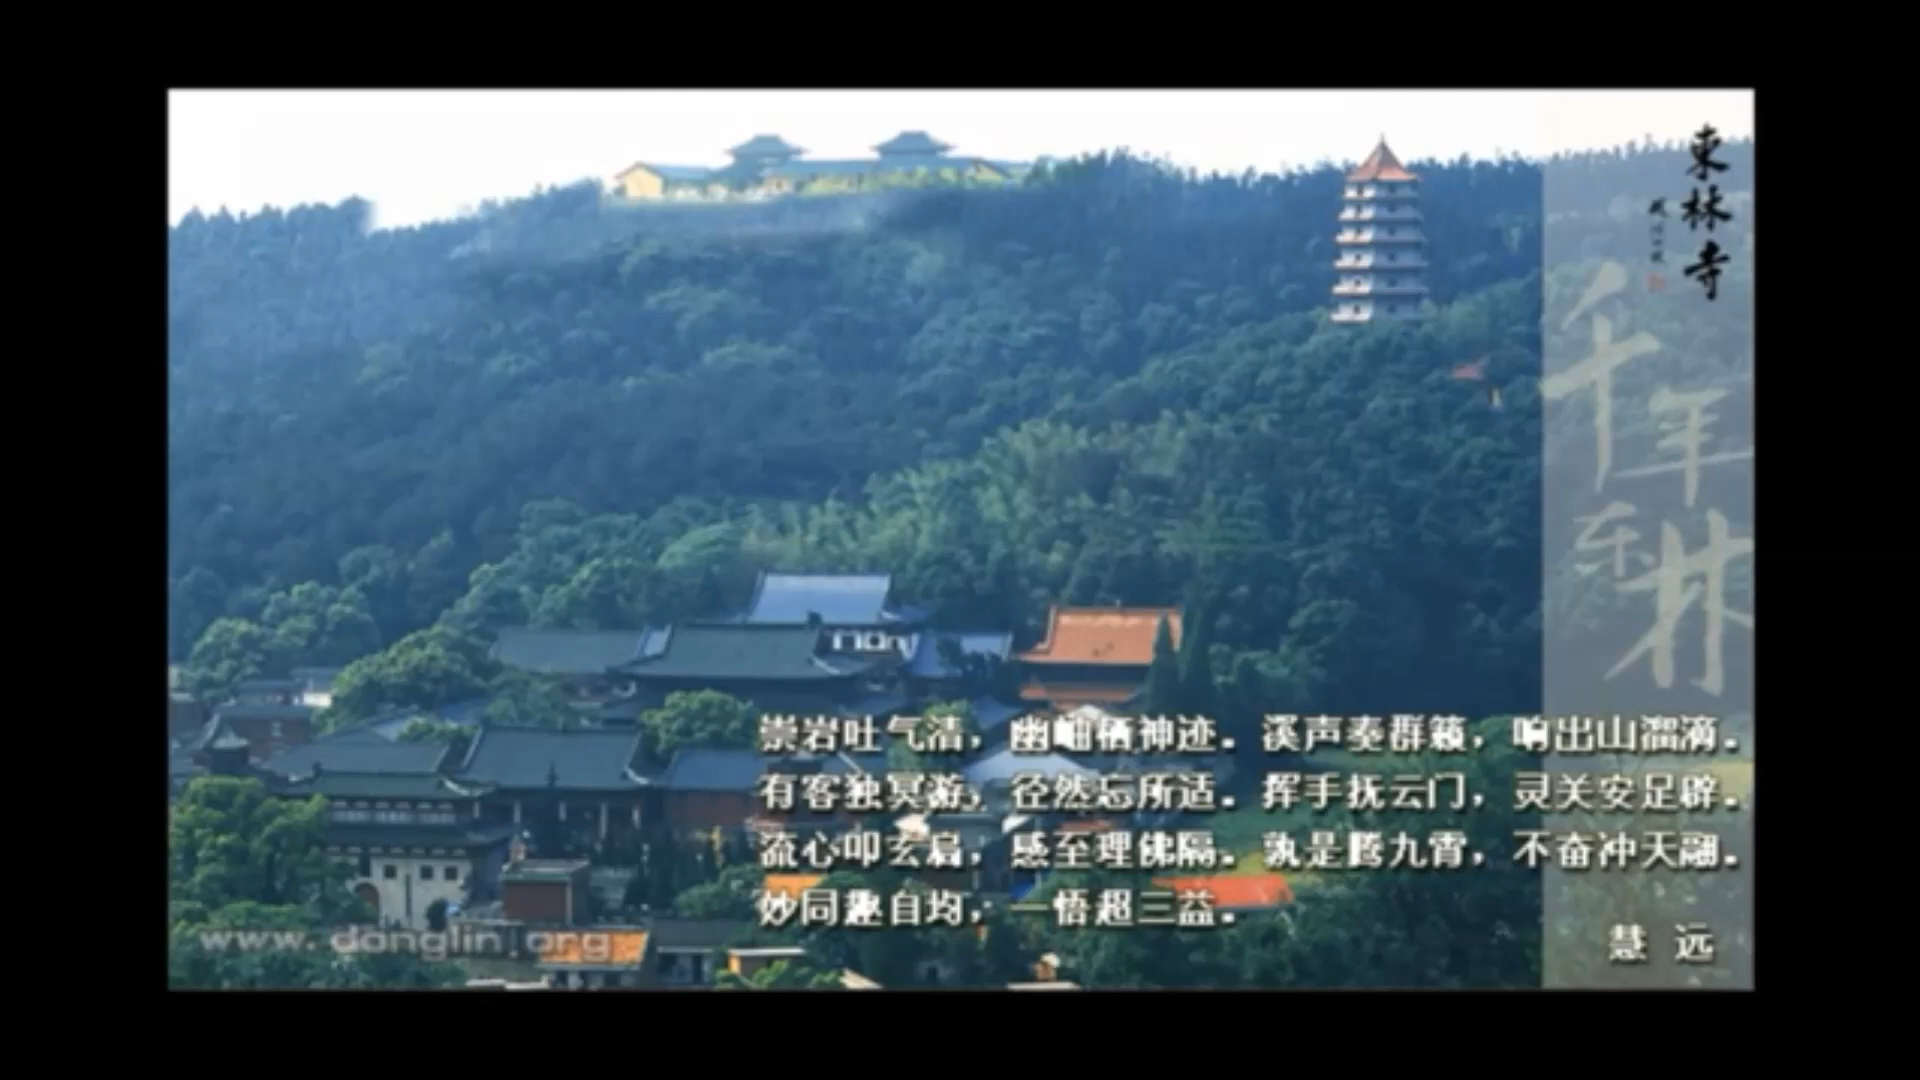 東林寺
千年东林
崇岩吐气清，幽岫栖神迹。溪声奏群籁，响出山溜滴。
有客独冥游，径然忘所适。挥手抚云门，灵关安足辟。
流心叩玄扃，感至理弗隔。孰是腾九霄，不奋冲天翮。
妙同趣自均，一悟超三益。
慧 远
www.donglin.org